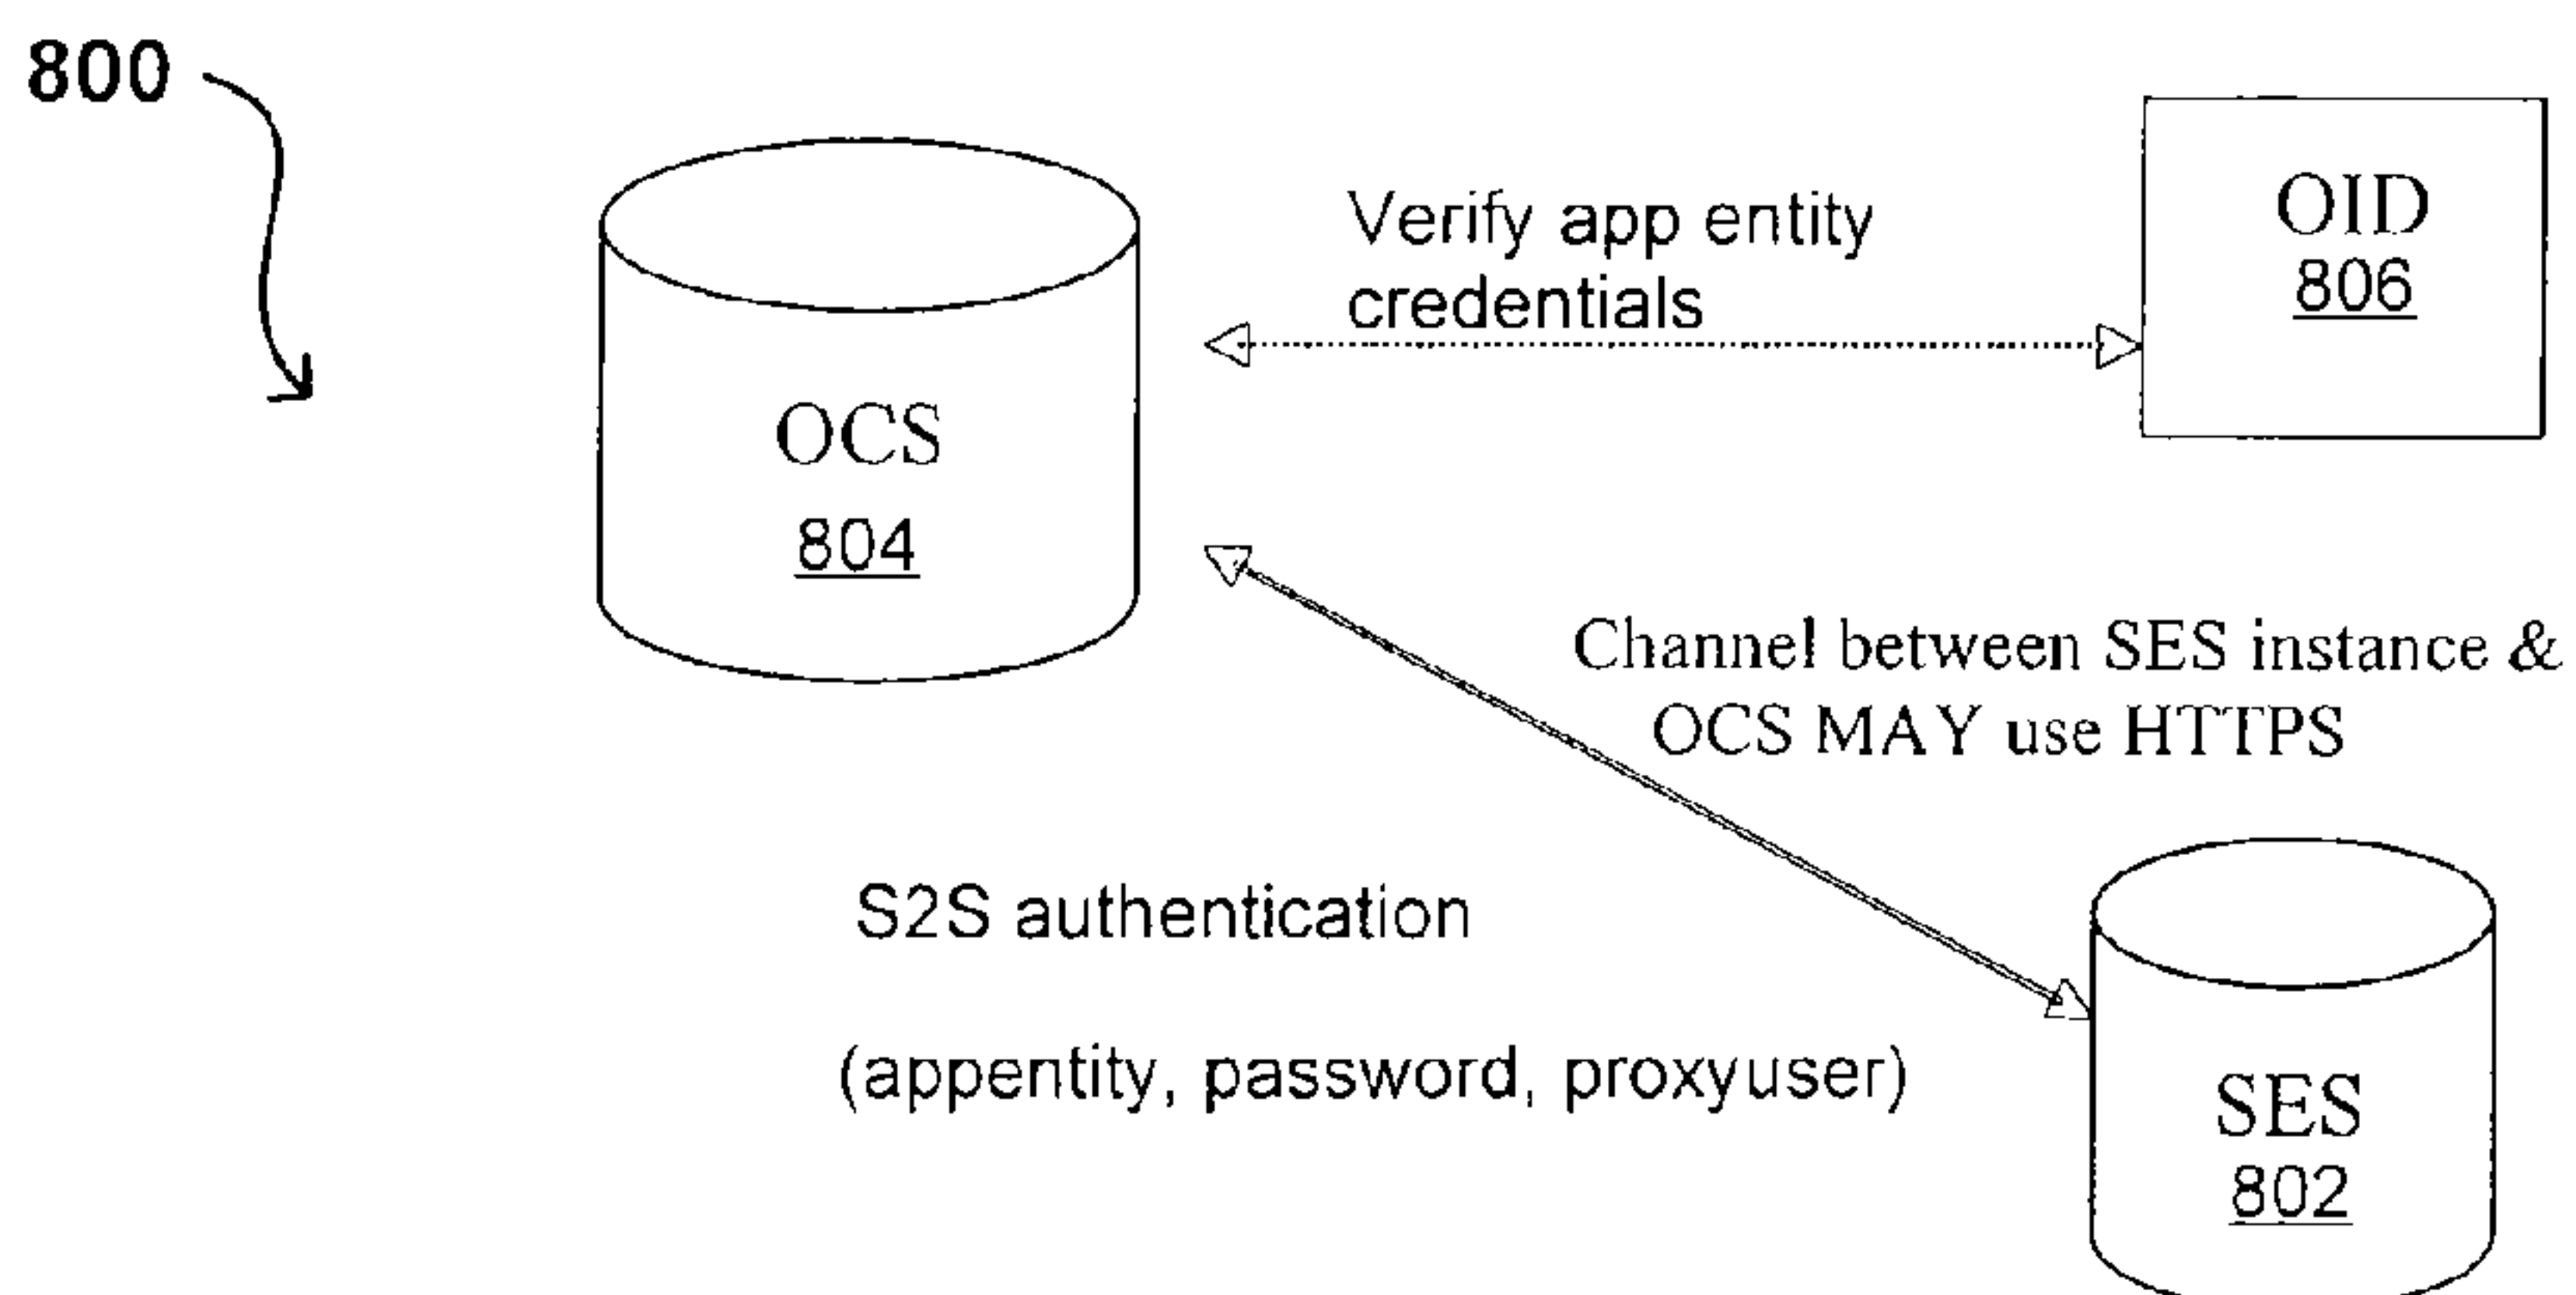 800
OID
806
Verify app entity
credentials
OCS
804
Channel between SES instance &
OCS MAY use HTTPS
S2S authentication
(appentity, password, proxyuser)
SES
802